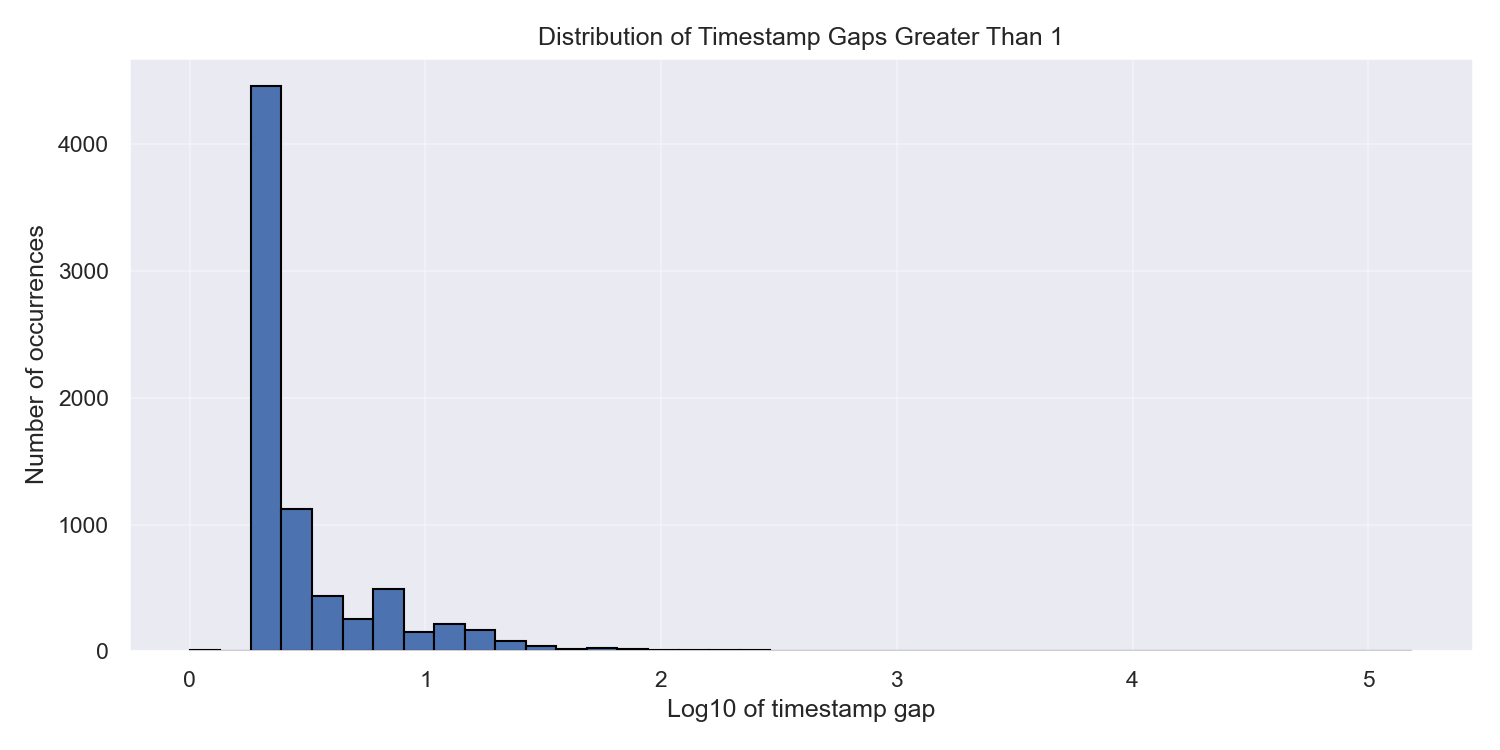 Distribution of Timestamp Gaps Greater Than 1
Number of occurrences
4000
3000
2000
1000
0
0 1 2 3 4 5
Log10 of timestamp gap